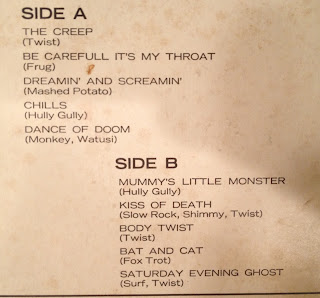 SIDE A
THE CREEP
(Twist)
BE CAREFULL IT'S MY THROAT
(Frug)
DREAMIN' AND SCREAMIN'
(Mashed Potato)
CHILLS
(Hully Gully)
DANCE OF DOOM
(Monkey, Watusi)
SIDE B
MUMMY'S LITTLE MONSTER
(Hully Gully)
KISS OF DEATH
(Slow Rock, Shimmy, Twist)
BODY TWIST
(Twist)
BAT AND CAT
(Fox Trot)
SATURDAY EVENING GHOST
(Surf, Twist)